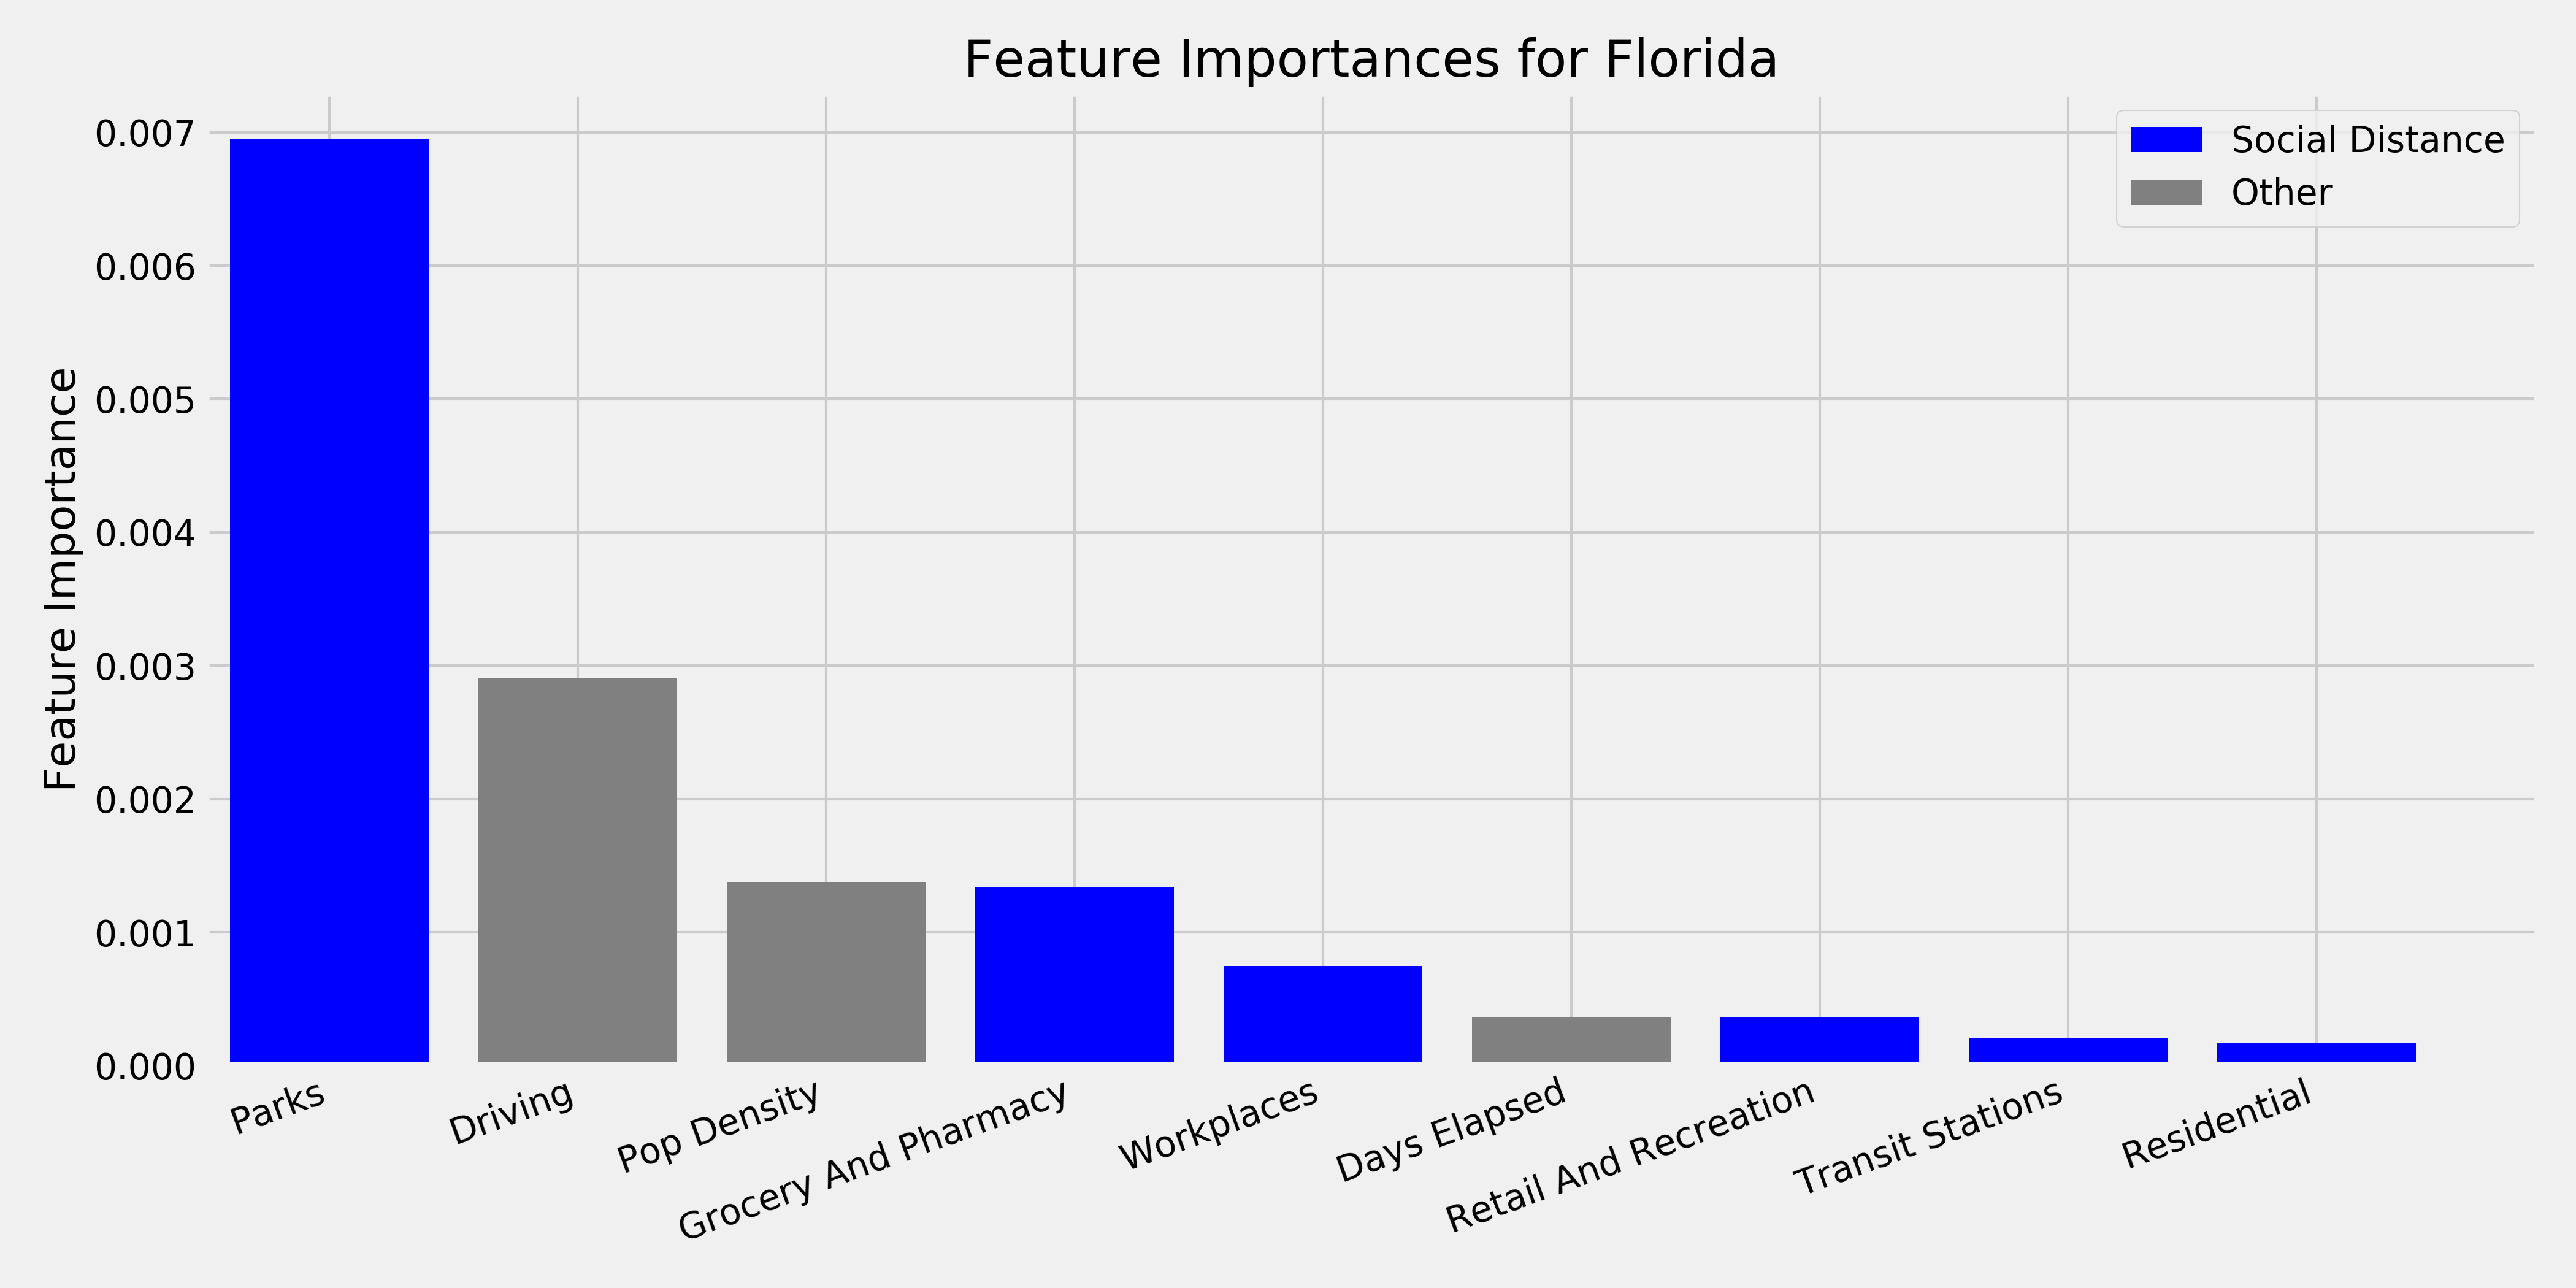 Feature Importances for Florida
Social Distance
Other
Feature Importance
0.007
0.006
0.005
0.004
0.003
0.002
0.001
0.000
Parks
Driving
Pop Density
Grocery And Pharmacy
Workplaces
Days Elapsed
Retail And Recreation
Transit Stations
Residential